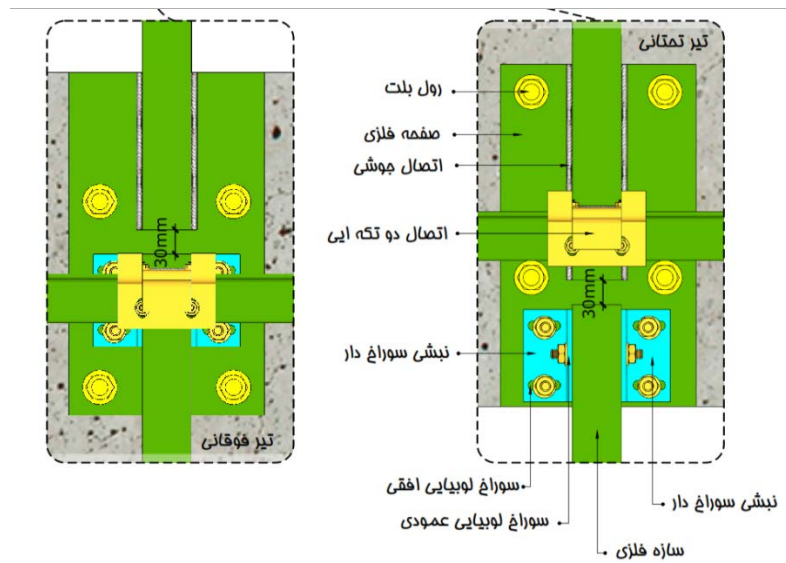 تیر تحتانی
رول بلت
صفحه فلزی
اتصال جوشی
اتصال دو تکه ایی
30mm
30mm
نبشی سوراخ دار
تیر فوقانی
سوراخ لوبیایی افقی
نبشی سوراخ دار
سوراخ لوبیایی عمودی
سازه فلزی